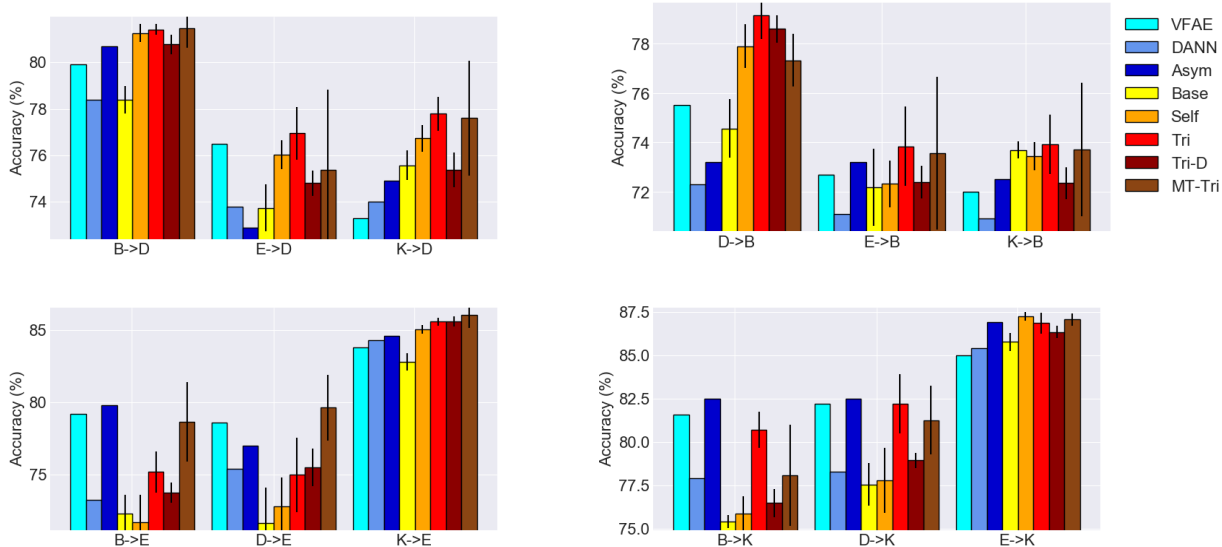 Accuracy (%)
80
78
76
74
B->D
E->D
K->D
Accuracy (%)
78
76
74
72
D->B
E->B
K->B
VFAE
DANN
Asym
Base
Self
Tri
Tri-D
MT-Tri
Accuracy (%)
85
80
75
B->E
D->E
K->E
Accuracy (%)
87.5
85.0
82.5
80.0
77.5
75.0
B->K
D->K
E->K